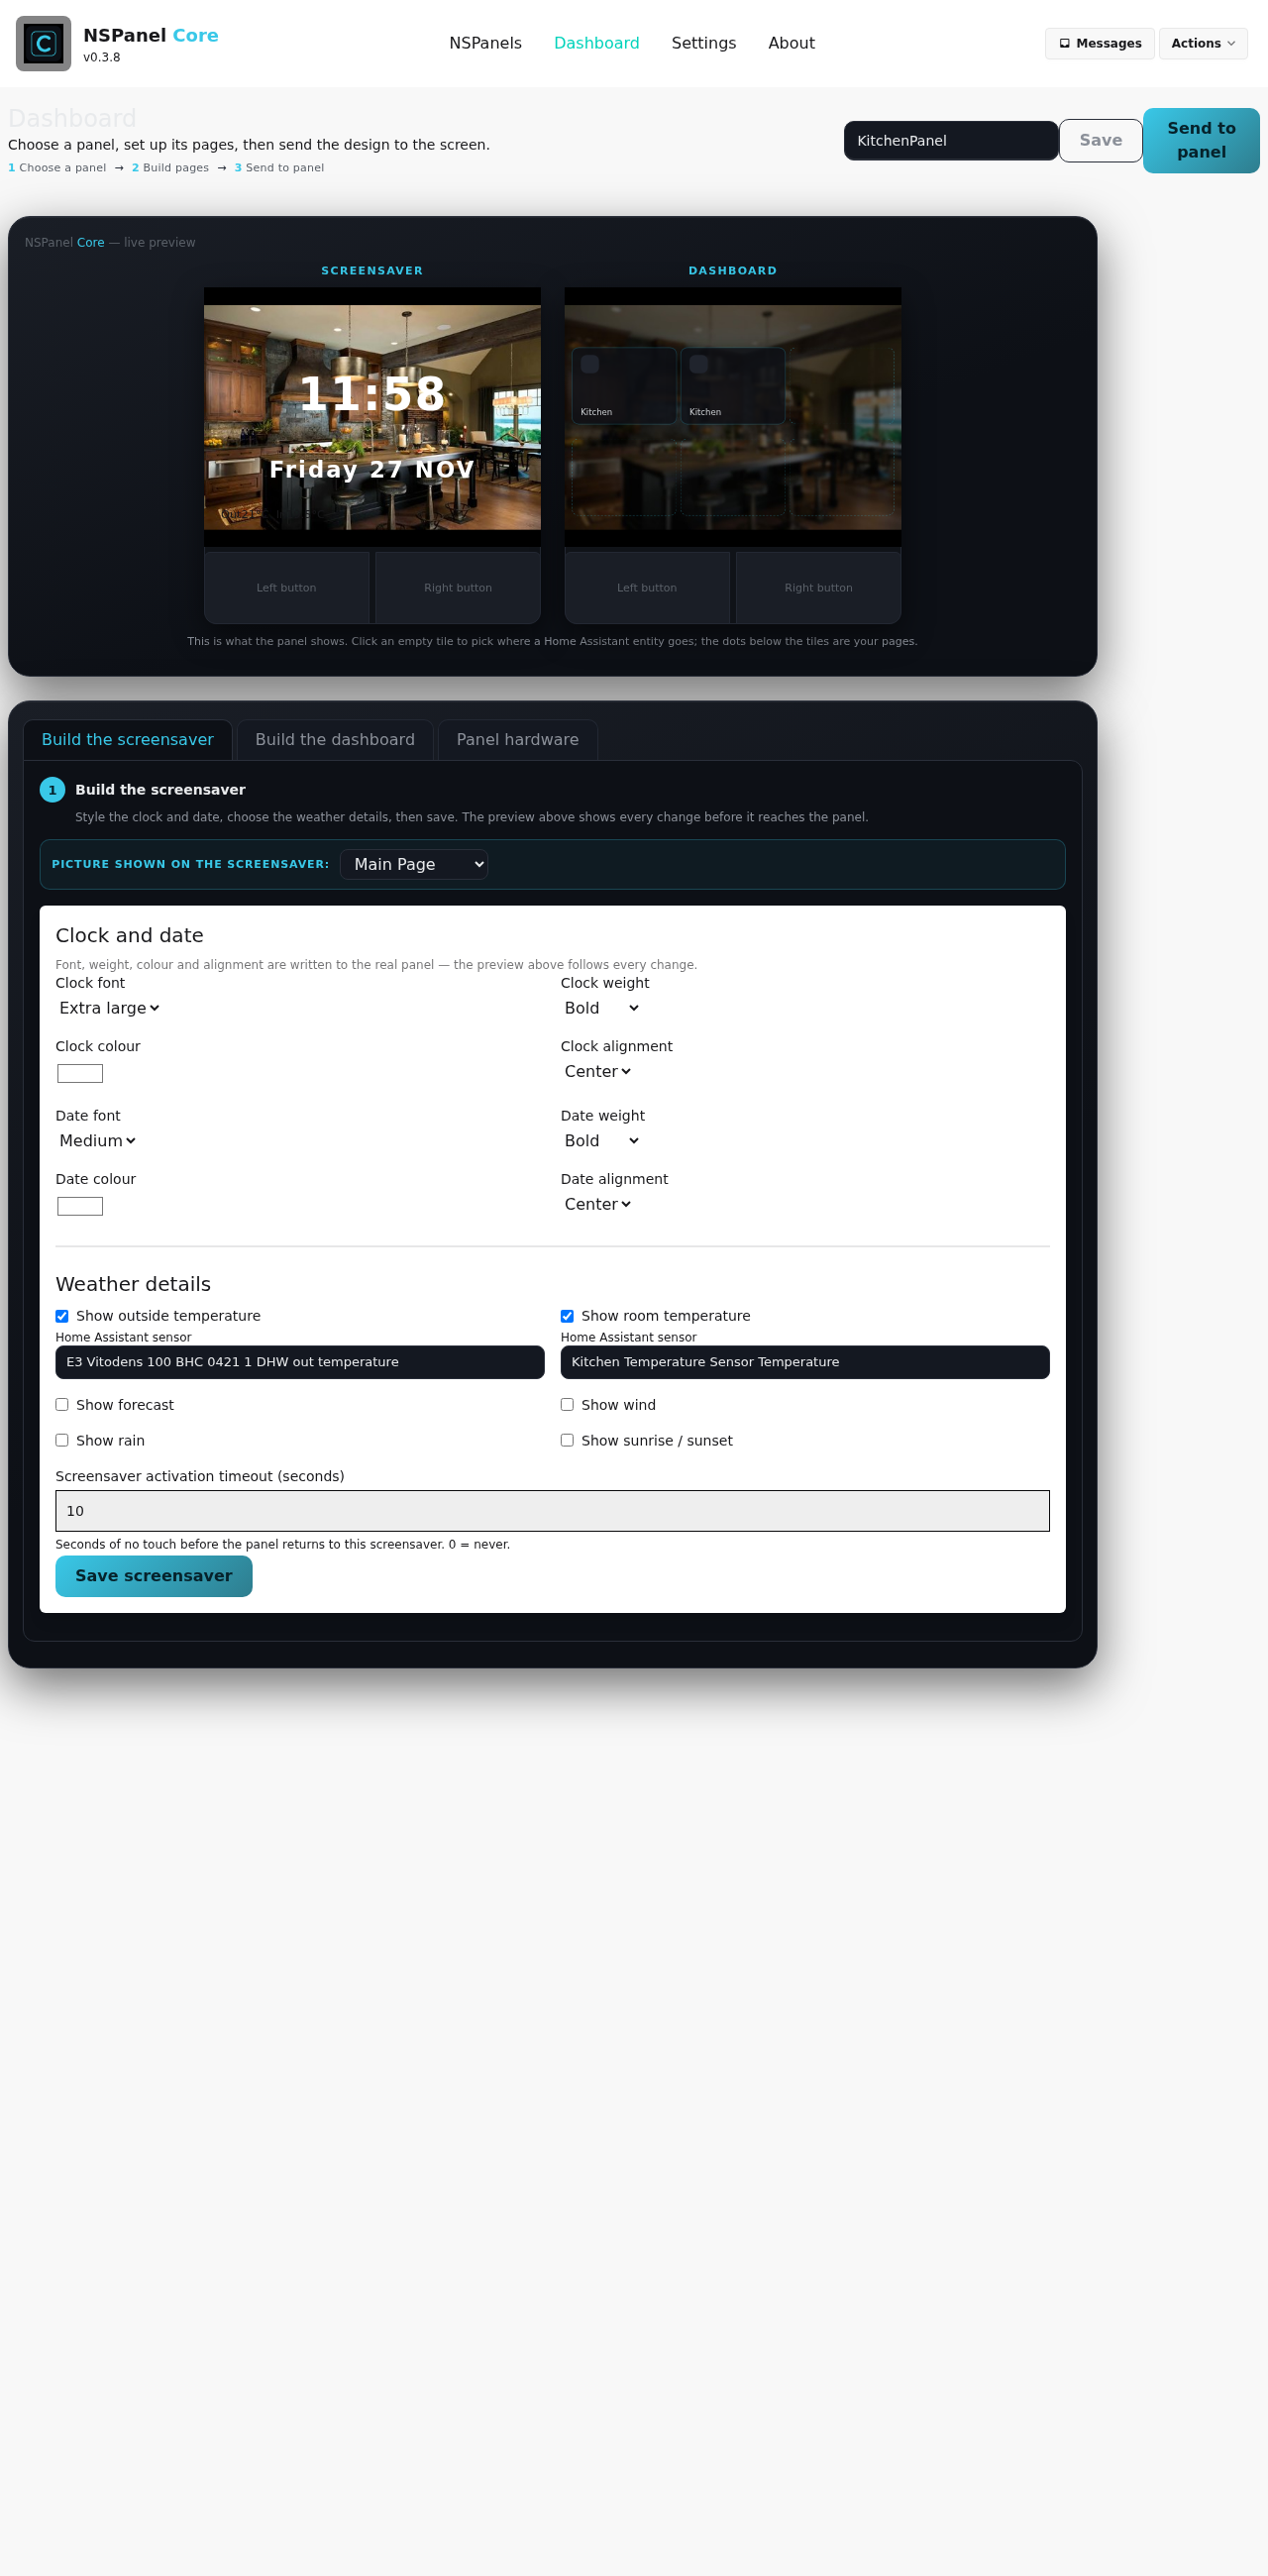 C
NSPanel Core
v0.3.8
NSPanels
Dashboard
Settings
About
Messages
Actions
Dashboard
Choose a panel, set up its pages, then send the design to the screen.
1 Choose a panel → 2 Build pages → 3 Send to panel
KitchenPanel
Save
Send to
panel
NSPanel Core — live preview
SCREENSAVER
DASHBOARD
11:58
Friday 27 NOV
Kitchen
Kitchen
Left button
Right button
Left button
Right button
This is what the panel shows. Click an empty tile to pick where a Home Assistant entity goes; the dots below the tiles are your pages.
Build the screensaver
Build the dashboard
Panel hardware
1 Build the screensaver
Style the clock and date, choose the weather details, then save. The preview above shows every change before it reaches the panel.
PICTURE SHOWN ON THE SCREENSAVER:
Main Page
Clock and date
Font, weight, colour and alignment are written to the real panel — the preview above follows every change.
Clock font
Clock weight
Extra large
Bold
Clock colour
Clock alignment
Center
Date font
Date weight
Medium
Bold
Date colour
Date alignment
Center
Weather details
Show outside temperature
Show room temperature
Home Assistant sensor
Home Assistant sensor
E3 Vitodens 100 BHC 0421 1 DHW out temperature
Kitchen Temperature Sensor Temperature
Show forecast
Show wind
Show rain
Show sunrise / sunset
Screensaver activation timeout (seconds)
10
Seconds of no touch before the panel returns to this screensaver. 0 = never.
Save screensaver